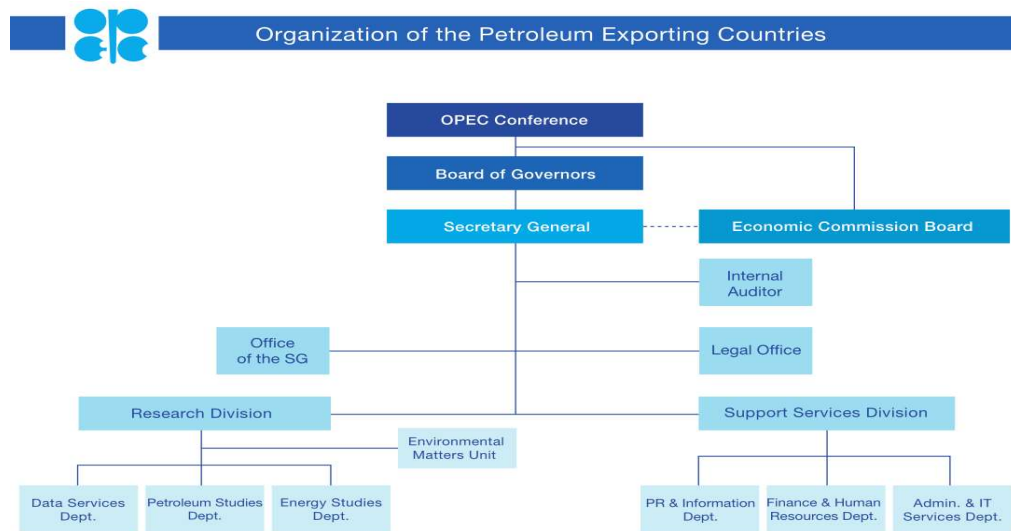 Organization of the Petroleum Exporting Countries
OPEC Conference
Board of Governors
Secretary General
Economic Commission Board
Internal
Auditor
Office
of the SG
Legal Office
Research Division
Support Services Division
Environmental
Matters Unit
Data Services
Dept.
Petroleum Studies
Dept.
Energy Studies
Dept.
PR & Information
Dept.
Finance & Human
Resources Dept.
Admin. & IT
Services Dept.